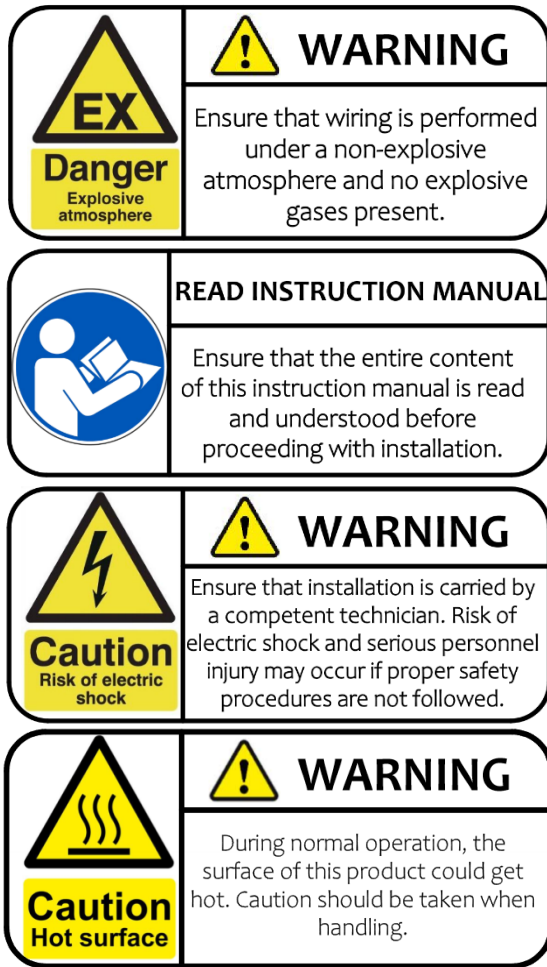 EX
Danger
Explosive
atmosphere
WARNING
Ensure that wiring is performed
under a non-explosive
atmosphere and no explosive
gases present.
READ INSTRUCTION MANUAL
Ensure that the entire content
of this instruction manual is read
and understood before
proceeding with installation.
Caution
Risk of electric
shock
WARNING
Ensure that installation is carried by
a competent technician. Risk of
electric shock and serious personnel
injury may occur if proper safety
procedures are not followed.
Caution
Hot surface
WARNING
During normal operation, the
surface of this product could get
hot. Caution should be taken when
handling.